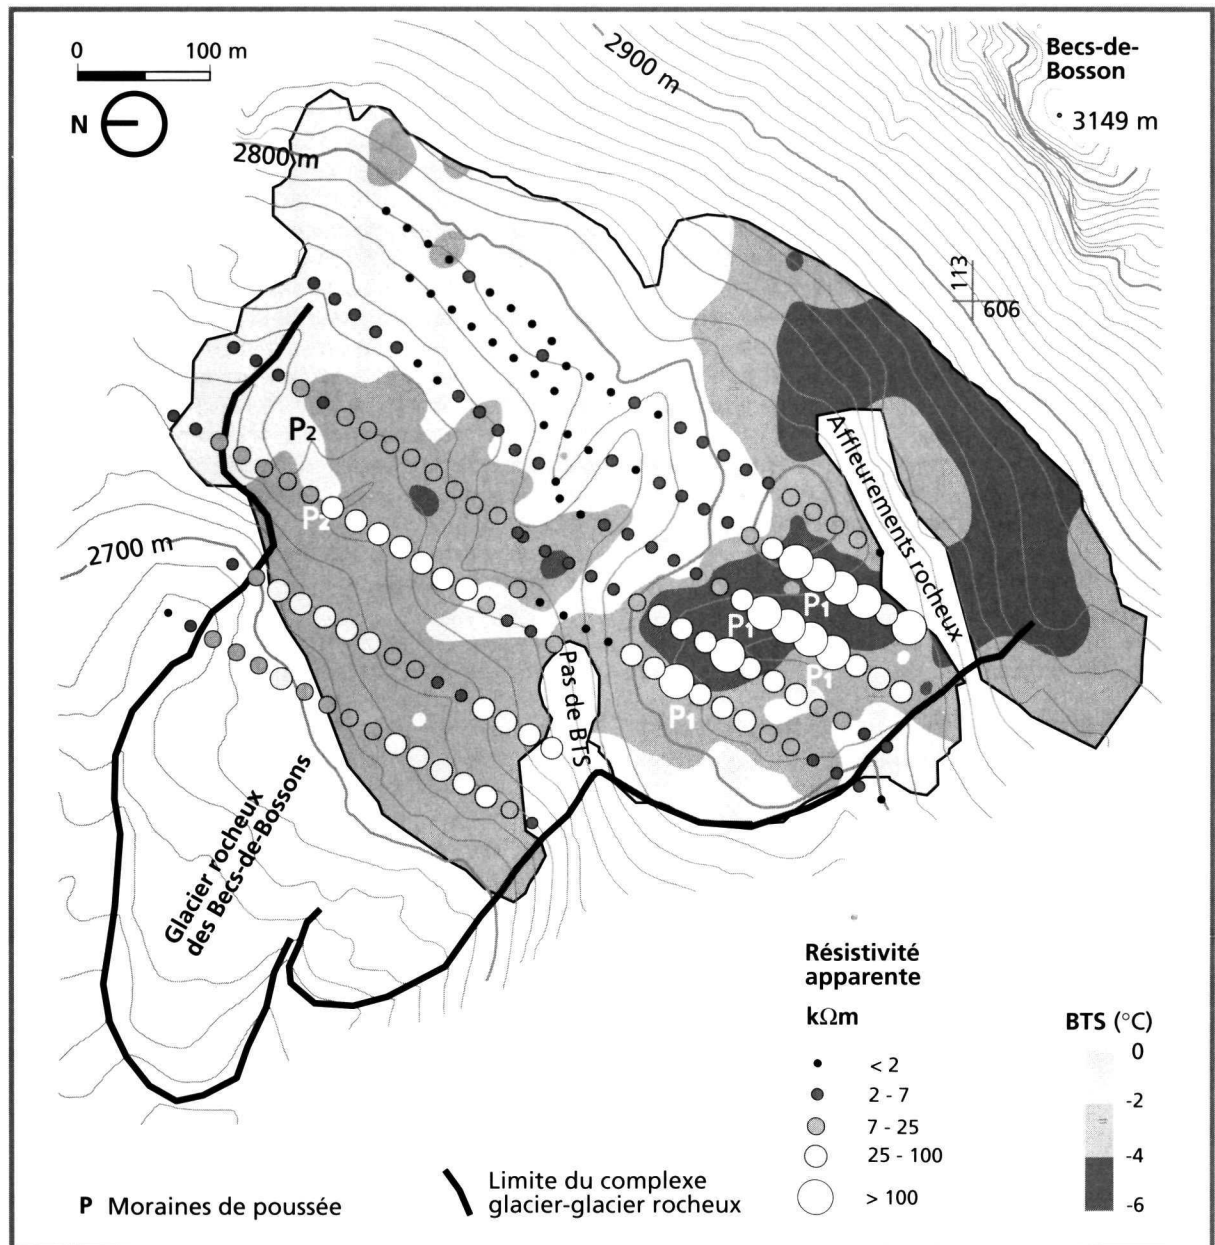 0 100 m
N
2900 m
Becs-de-
Bosson
3149 m
2800 m
113
606
P2
P2
Affleurements rocheux
2700 m
P1
P1
P1
P1
Pas de BTS
Glacier rocheux
des Becs-de-Bossons
Résistivité
apparente
kΩm
< 2
2 - 7
7 - 25
25 - 100
> 100
BTS (°C)
0
-2
-4
-6
P Moraines de poussée
Limite du complexe
glacier-glacier rocheux